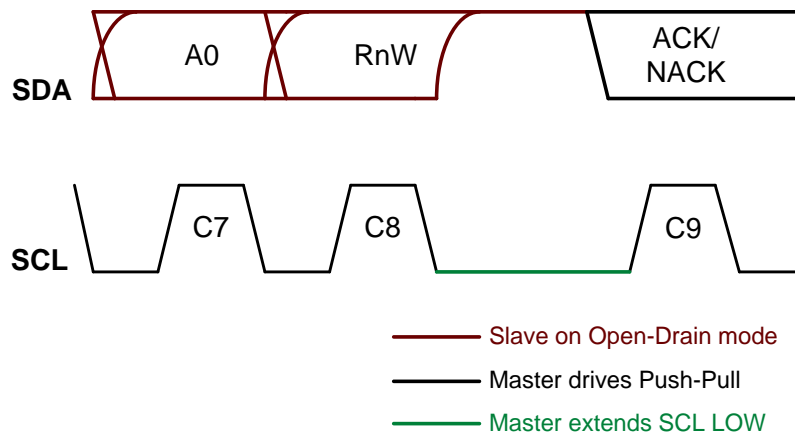 SDA
A0
RnW
ACK/
NACK
SCL
C7
C8
C9
Slave on Open-Drain mode
Master drives Push-Pull
Master extends SCL LOW